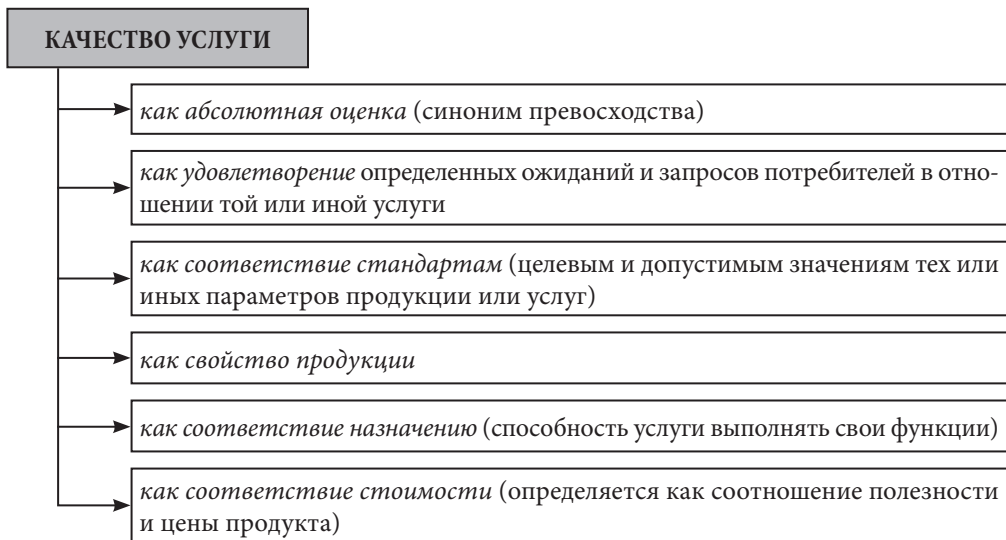 КАЧЕСТВО УСЛУГИ
как абсолютная оценка (синоним превосходства)
как удовлетворение определенных ожиданий и запросов потребителей в отно-
шении той или иной услуги
как соответствие стандартам (целевым и допустимым значениям тех или
иных параметров продукции или услуг)
как свойство продукции
как соответствие назначению (способность услуги выполнять свои функции)
как соответствие стоимости (определяется как соотношение полезности
и цены продукта)